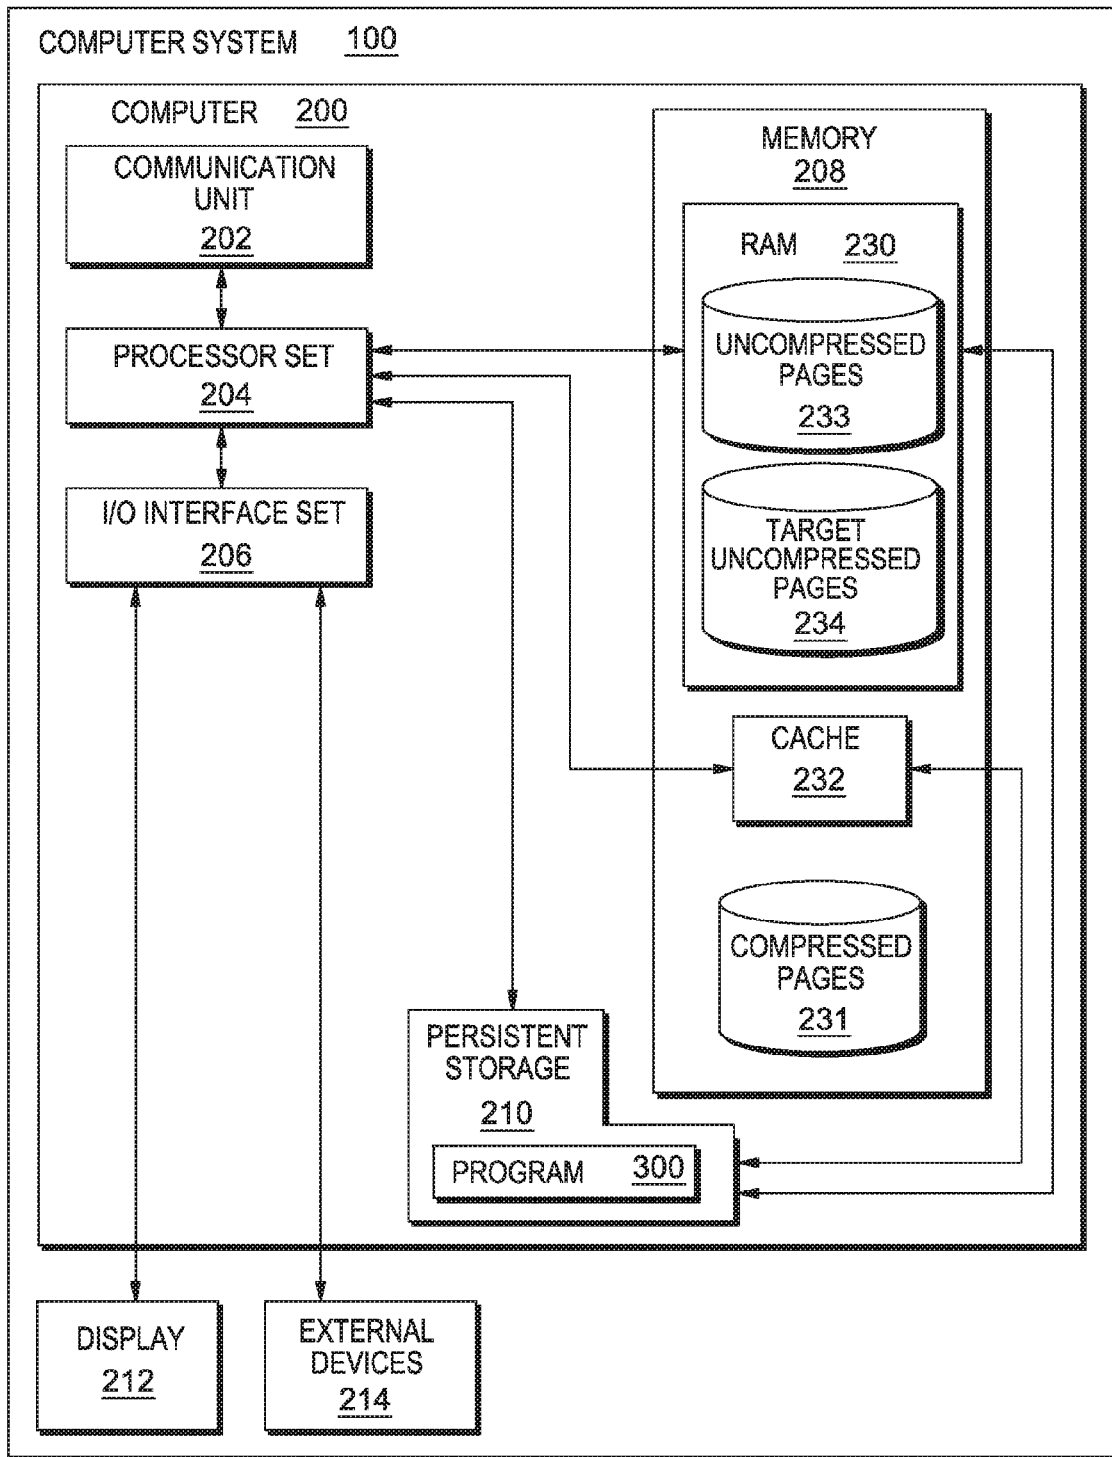 COMPUTER SYSTEM 100
COMPUTER 200
COMMUNICATION
UNIT
202
PROCESSOR SET
204
I/O INTERFACE SET
206
MEMORY
208
RAM 230
UNCOMPRESSED
PAGES
233
TARGET
UNCOMPRESSED
PAGES
234
CACHE
232
COMPRESSED
PAGES
231
PERSISTENT
STORAGE
210
PROGRAM 300
DISPLAY
212
EXTERNAL
DEVICES
214